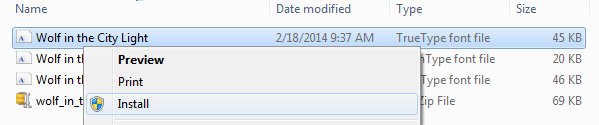 Name Date modified Type Size
Wolf in the City Light 2/18/2014 9:37 AM TrueType font file 45 KB
Wolf in th Type font file 20 KB
Preview
Wolf in th Type font file 46 KB
Print
wolf_in_t Zip File 69 KB
Install